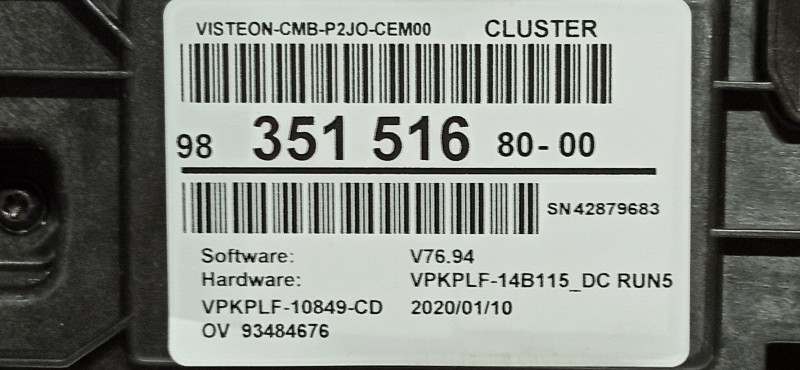 VISTEON-CMB-P2JO-CEM00 CLUSTER
98 351 516 80-00
SN42879683
Software: V76.94
Hardware: VPKPLF-14B115_DC RUN5
VPKPLF-10849-CD 2020/01/10
OV 93484676